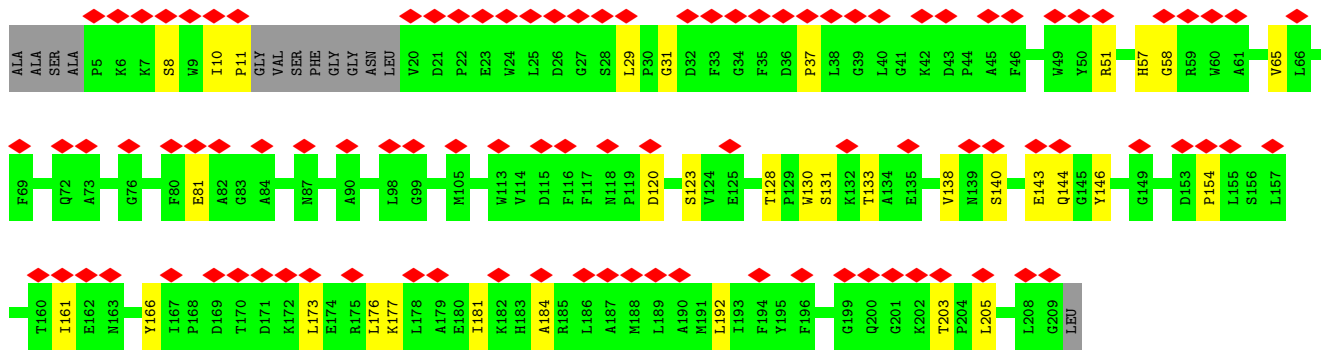 ALA ALA SER ALA P5 K6 K7 S8 W9 I10 P11 GLY VAL SER PHE GLY GLY ASN LEU V20 D21 P22 E23 W24 L25 D26 G27 S28 L29 P30 G31 D32 F33 G34 F35 D36 P37 L38 G39 L40 G41 K42 D43 P44 A45 F46 W49 Y50 R51 H57 G58 R59 W60 A61 V65 L66
F69 Q72 A73 G76 F80 E81 A82 G83 A84 N87 A90 L98 G99 M105 W113 V114 D115 F116 F117 N118 P119 D120 S123 V124 E125 T128 P129 W130 S131 K132 T133 A134 E135 V138 N139 S140 E143 Q144 G145 Y146 G149 D153 P154 L155 S156 L157
T160 I161 E162 N163 Y166 I167 P168 D169 T170 D171 K172 L173 E174 R175 L176 K177 L178 A179 E180 I181 K182 H183 A184 R185 L186 A187 M188 L189 A190 M191 L192 I193 F194 Y195 F196 G199 Q200 G201 K202 T203 P204 L205 L208 G209 LEU